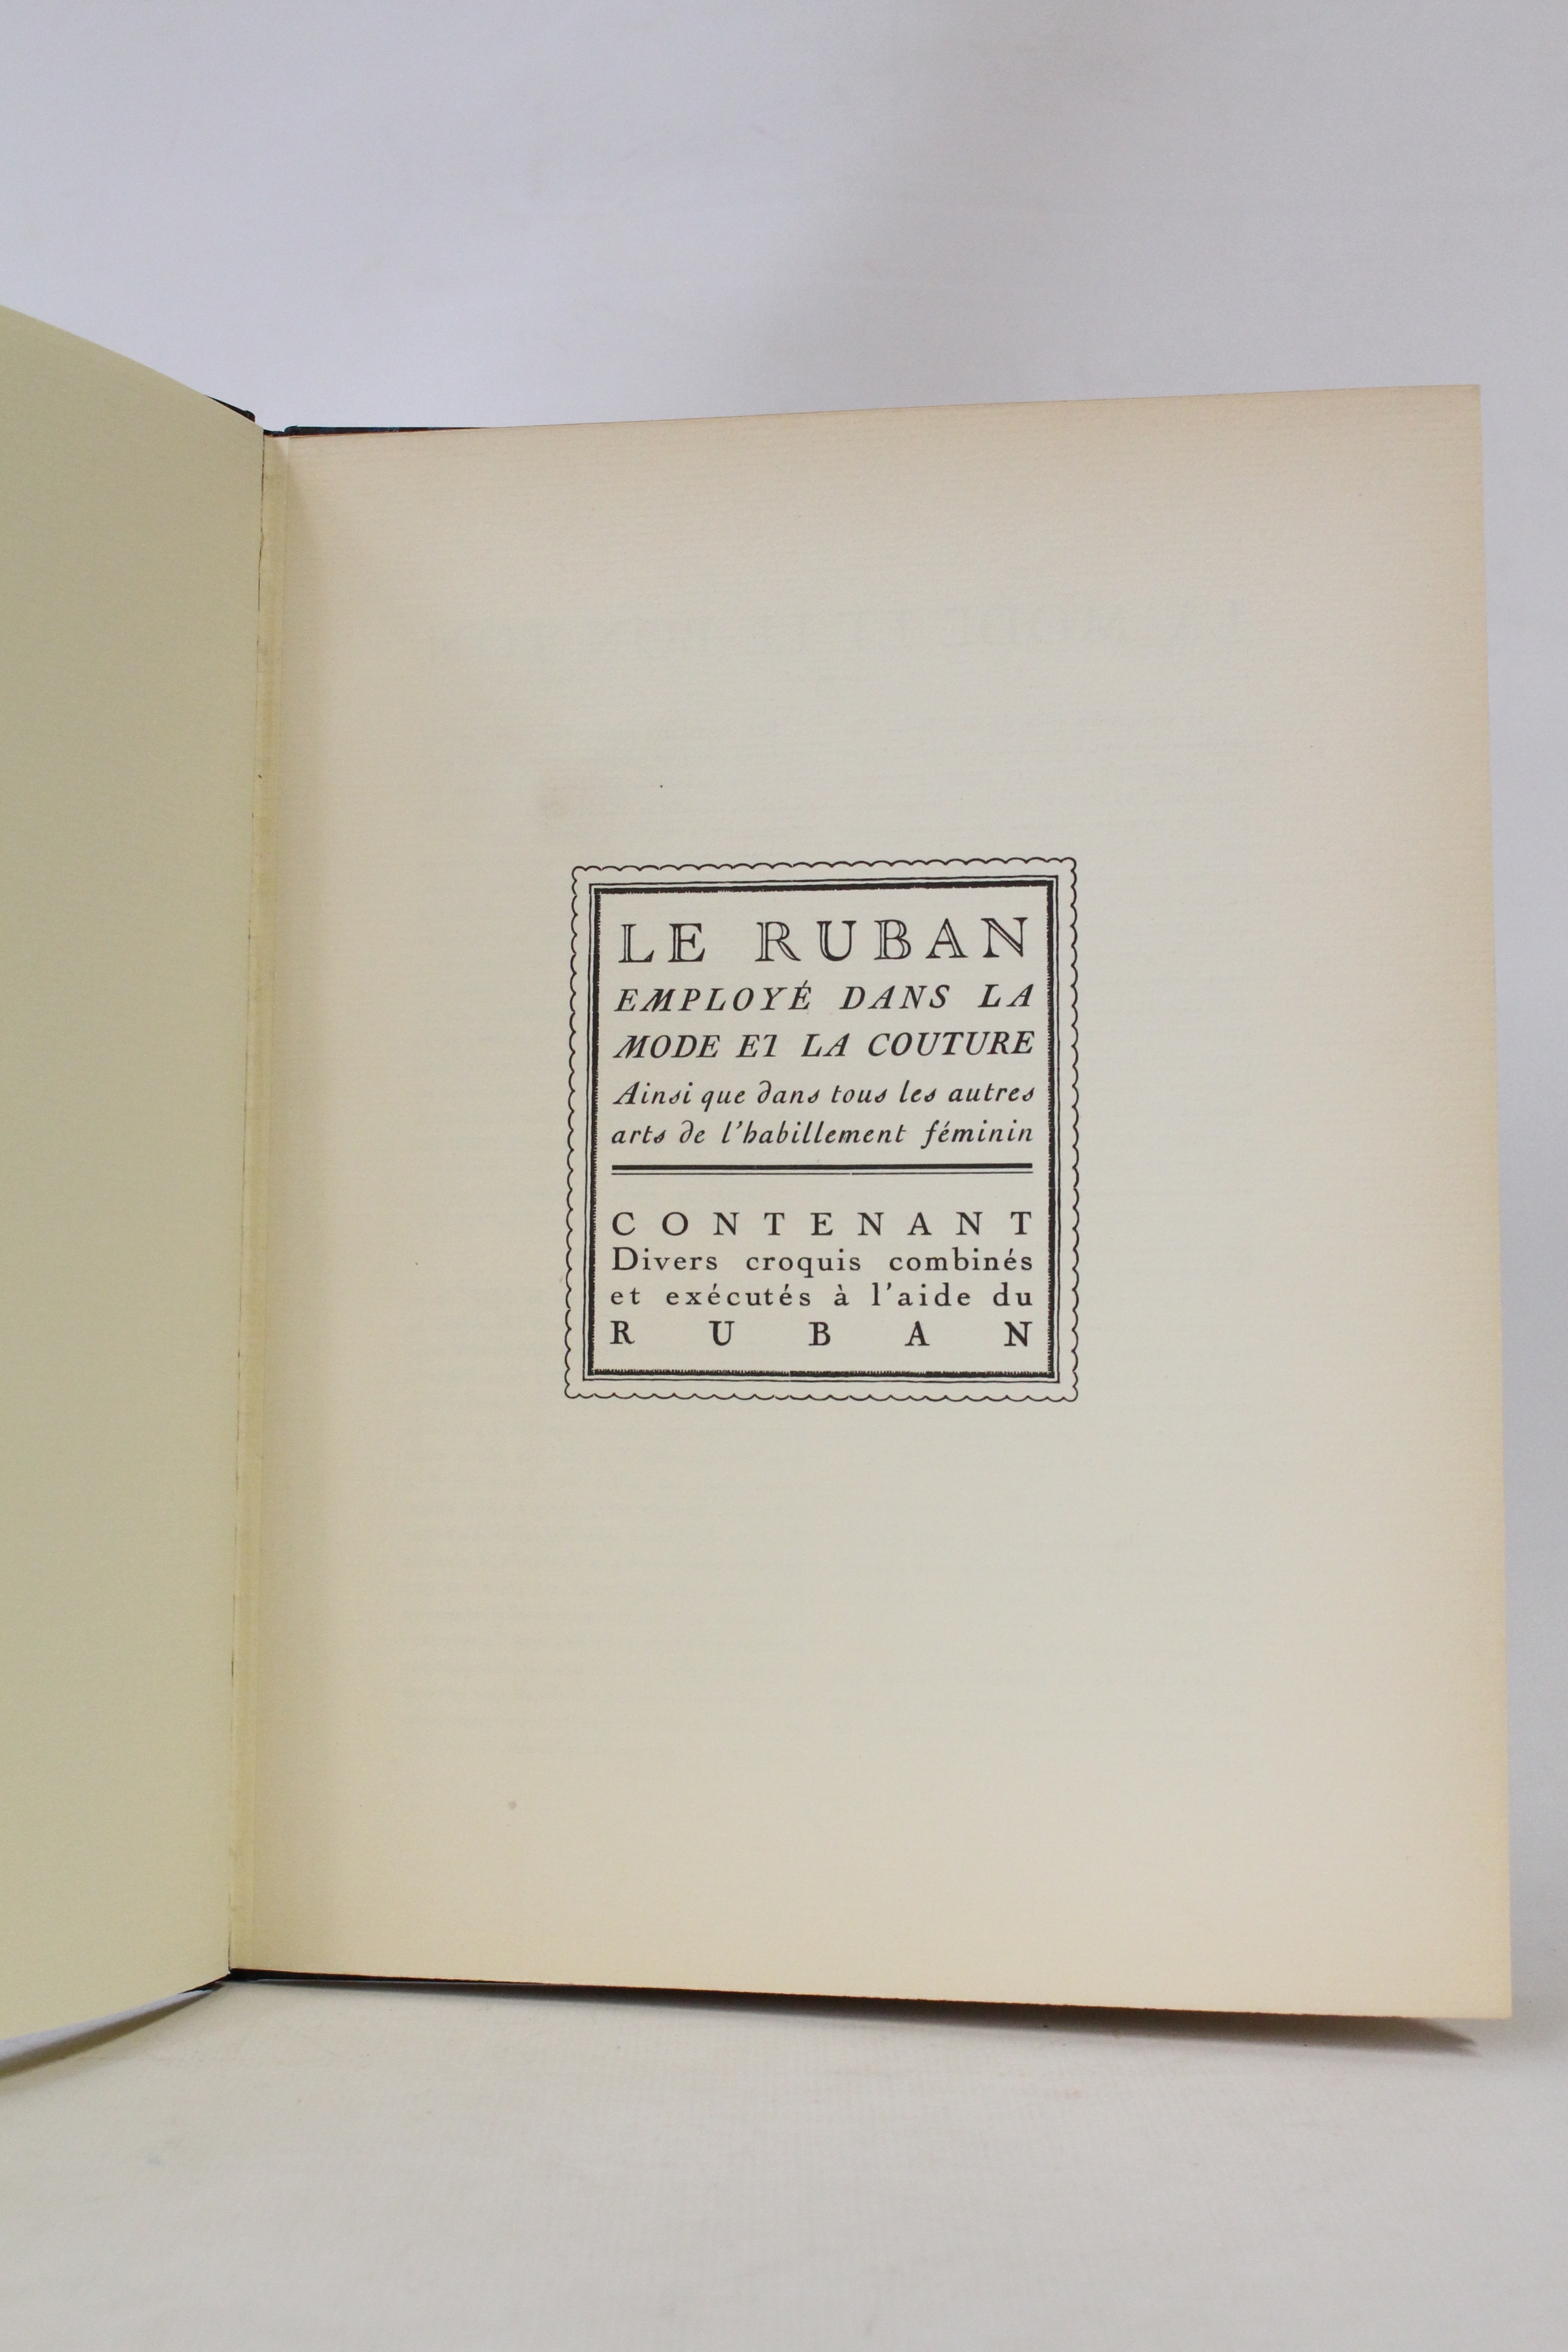 LE RUBAN
EMPLOYÉ DANS LA
MODE ET LA COUTURE
Ainsi que dans tous les autres
arts de l'habillement féminin
CONTENANT
Divers croquis combinés
et exécutés à l'aide du
RUBAN